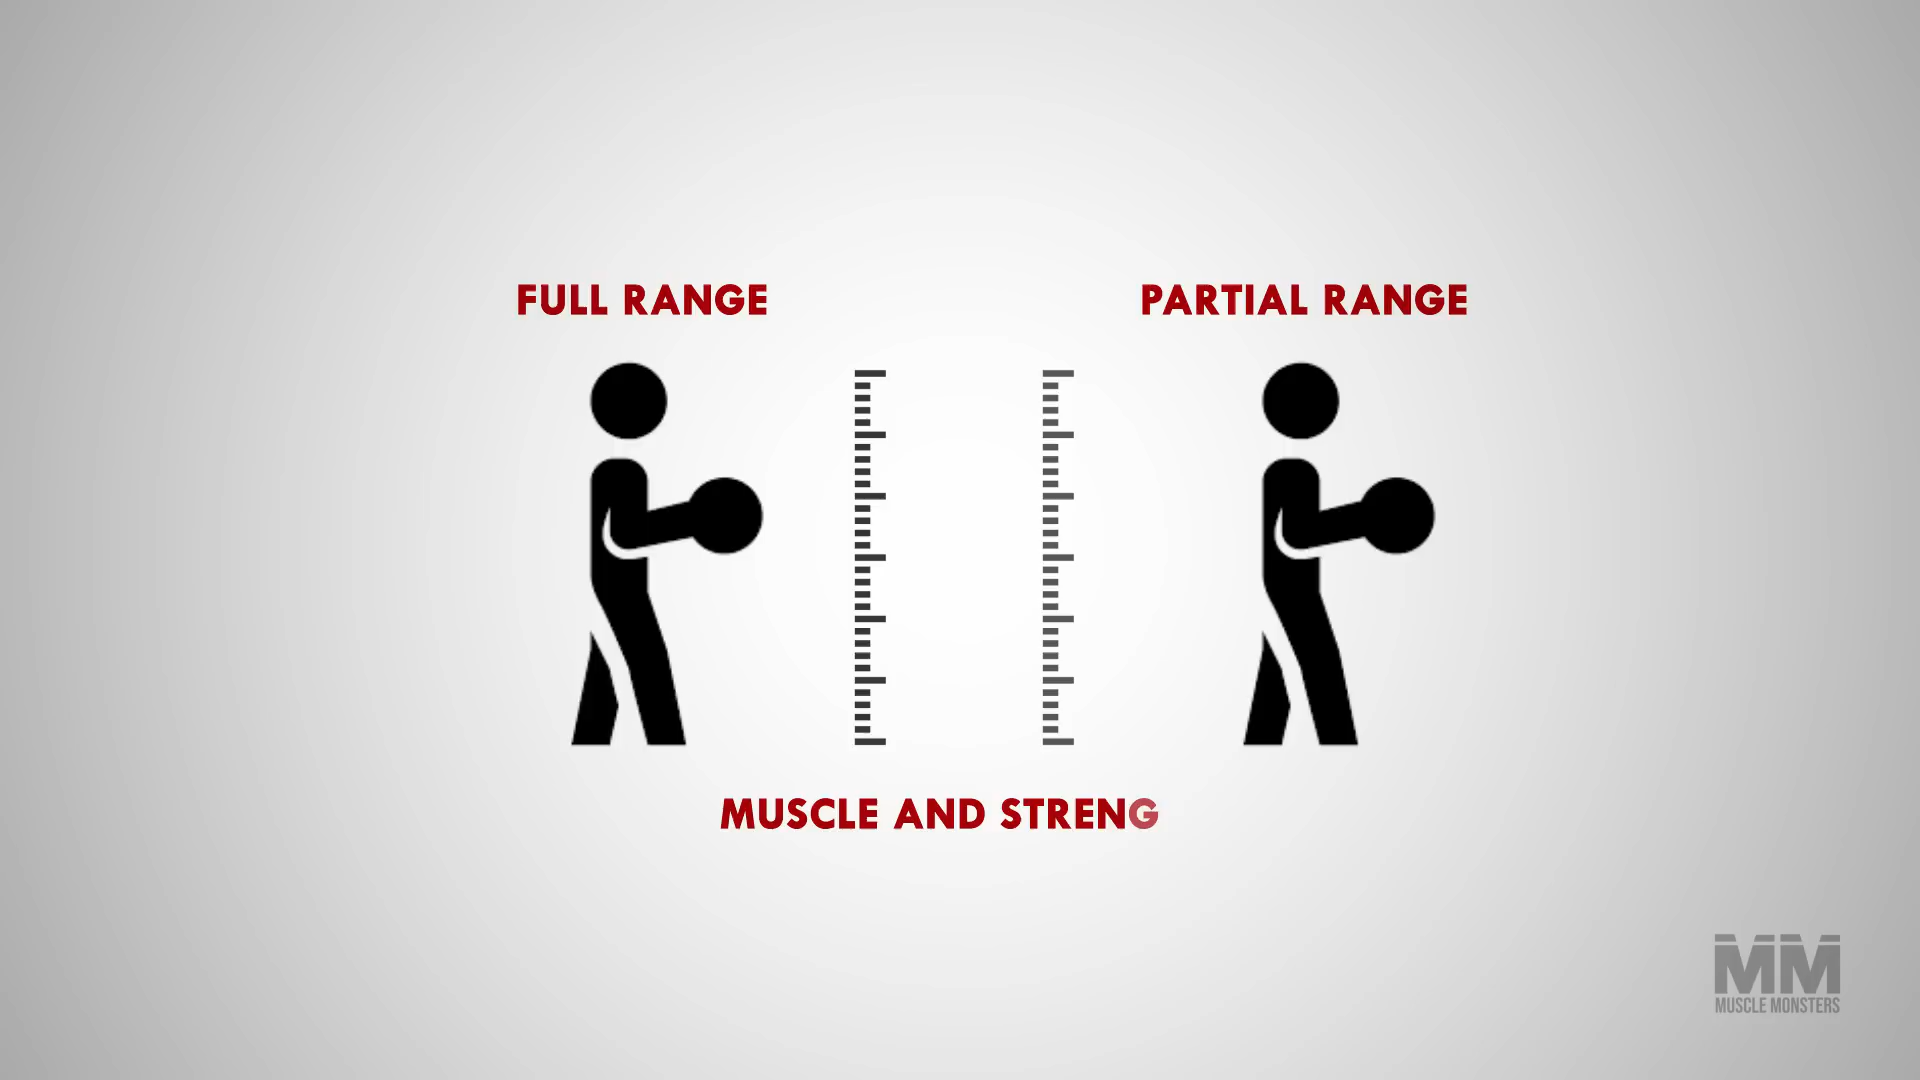 FULL RANGE
PARTIAL RANGE
MUSCLE AND STRENG
MM
MUSCLE MONSTERS